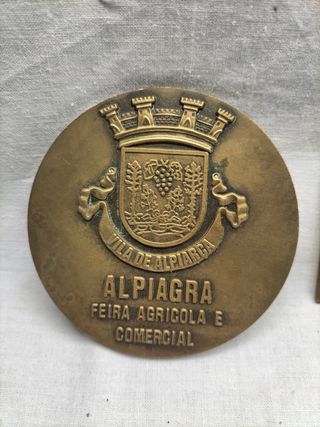 VILA DE ALPIARÇA
ALPIAGRA
FEIRA AGRICOLA E
COMERCIAL